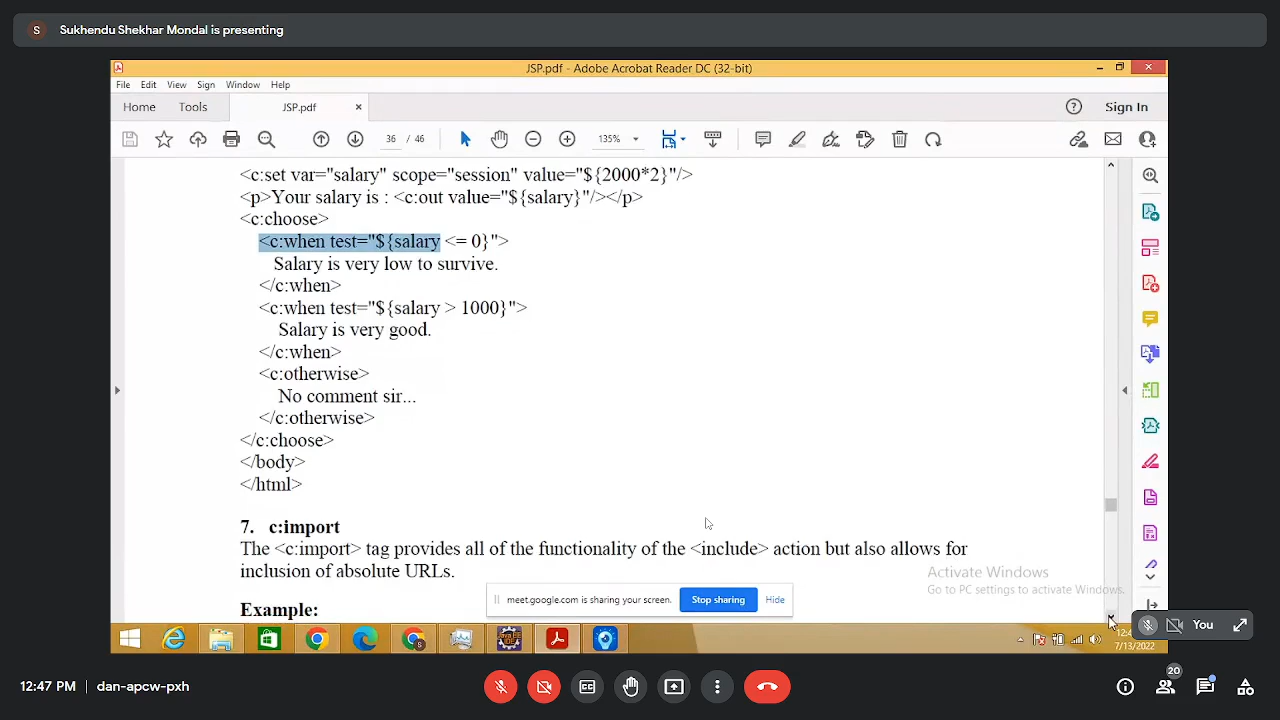 S Sukhendu Shekhar Mondal is presenting
JSP.pdf - Adobe Acrobat Reader DC (32-bit)
File Edit View Sign Window Help
Home Tools JSP.pdf × Sign In
36 / 46 135%
<c:set var="salary" scope="session" value="${2000*2}"/>
<p>Your salary is : <c:out value="${salary}"/></p>
<c:choose>
<c:when test="${salary <= 0}">
Salary is very low to survive.
</c:when>
<c:when test="${salary > 1000}">
Salary is very good.
</c:when>
<c:otherwise>
No comment sir...
</c:otherwise>
</c:choose>
</body>
</html>
7. c:import
The <c:import> tag provides all of the functionality of the <include> action but also allows for
inclusion of absolute URLs.
Activate Windows
Go to PC settings to activate Windows.
meet.google.com is sharing your screen. Stop sharing Hide
Example:
You
7/13/2022
12:47 PM | dan-apcw-pxh
20